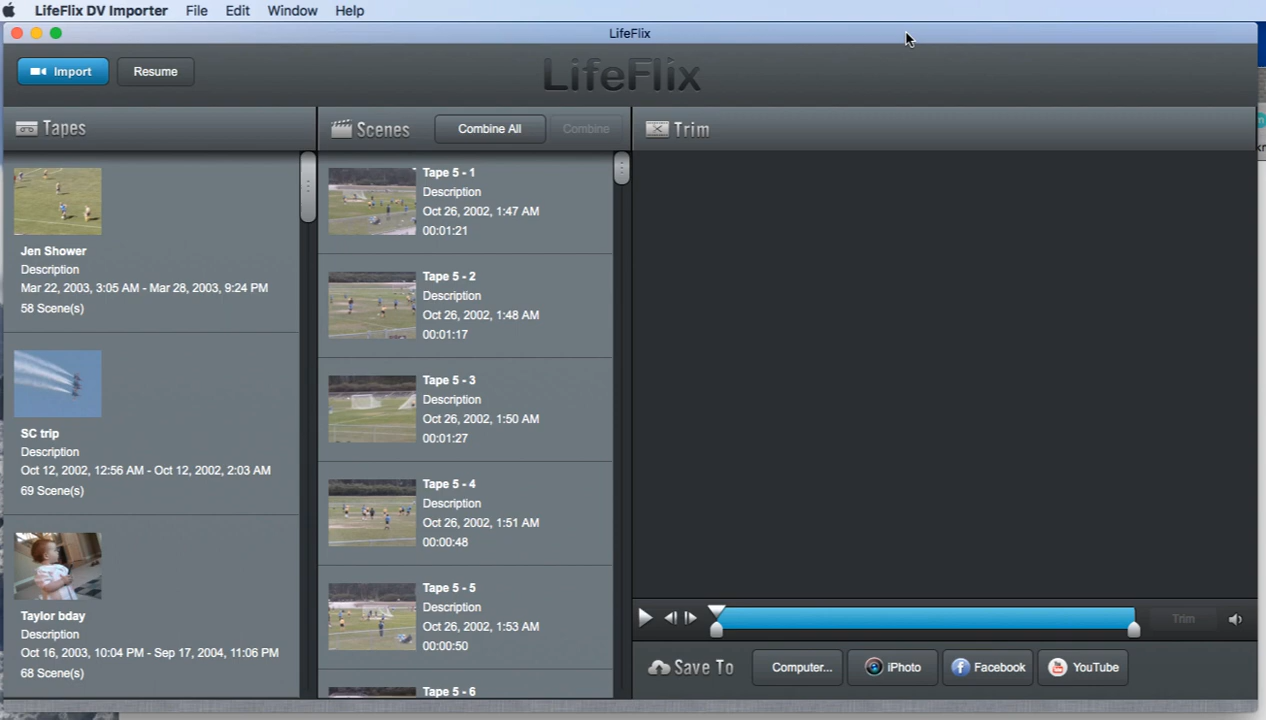 LifeFlix DV Importer File Edit Window Help
LifeFlix
Import Resume LifeFlix
Tapes
Jen Shower
Description
Mar 22, 2003, 3:05 AM - Mar 28, 2003, 9:24 PM
58 Scene(s)
SC trip
Description
Oct 12, 2002, 12:56 AM - Oct 12, 2002, 2:03 AM
69 Scene(s)
Taylor bday
Description
Oct 16, 2003, 10:04 PM - Sep 17, 2004, 11:06 PM
68 Scene(s)
Scenes Combine All Combine
Tape 5 - 1
Description
Oct 26, 2002, 1:47 AM
00:01:21
Tape 5 - 2
Description
Oct 26, 2002, 1:48 AM
00:01:17
Tape 5 - 3
Description
Oct 26, 2002, 1:50 AM
00:01:27
Tape 5 - 4
Description
Oct 26, 2002, 1:51 AM
00:00:48
Tape 5 - 5
Description
Oct 26, 2002, 1:53 AM
00:00:50
Tape 5 - 6
Trim
Trim
Save To Computer... iPhoto Facebook YouTube